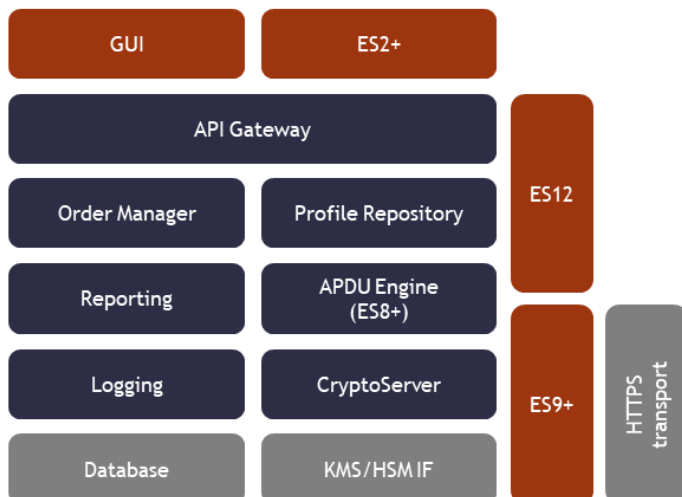 GUI
ES2+
API Gateway
ES12
Order Manager
Profile Repository
Reporting
APDU Engine
(ES8+)
Logging
CryptoServer
ES9+
HTTPS
transport
Database
KMS/HSM IF